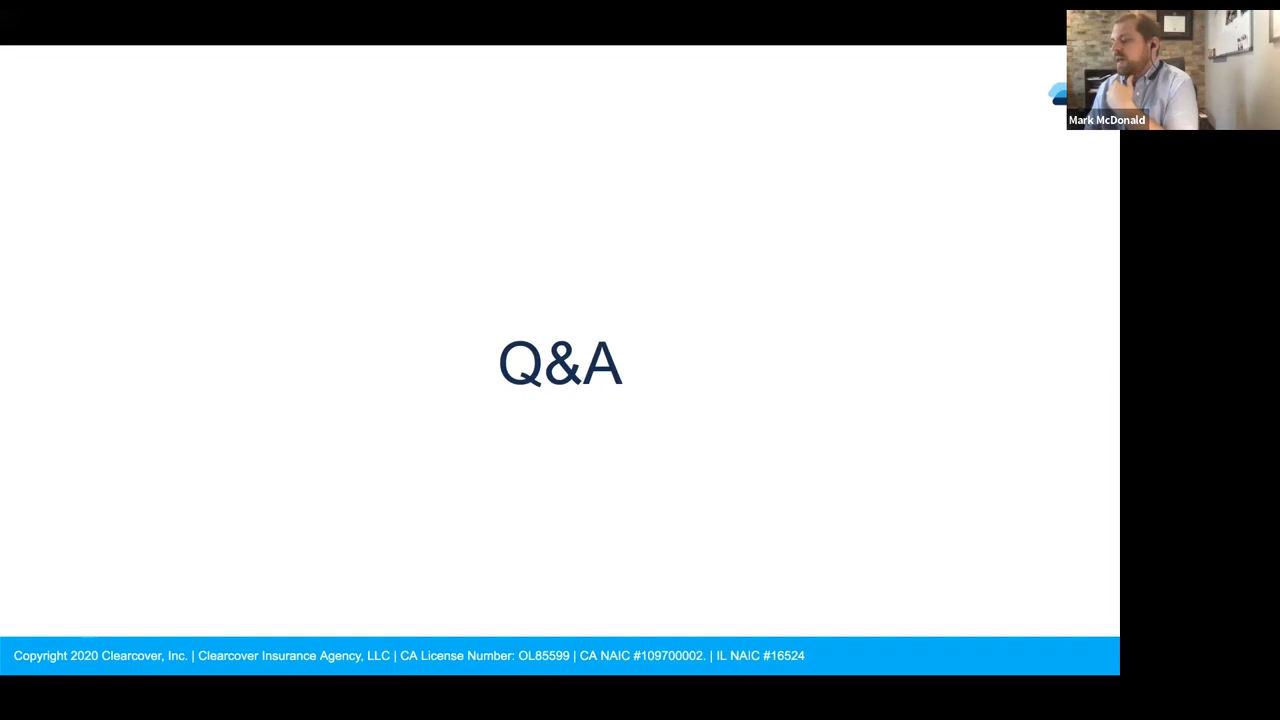 Mark McDonald
Q&A
Copyright 2020 Clearcover, Inc. | Clearcover Insurance Agency, LLC | CA License Number: OL85599 | CA NAIC #109700002. | IL NAIC #16524